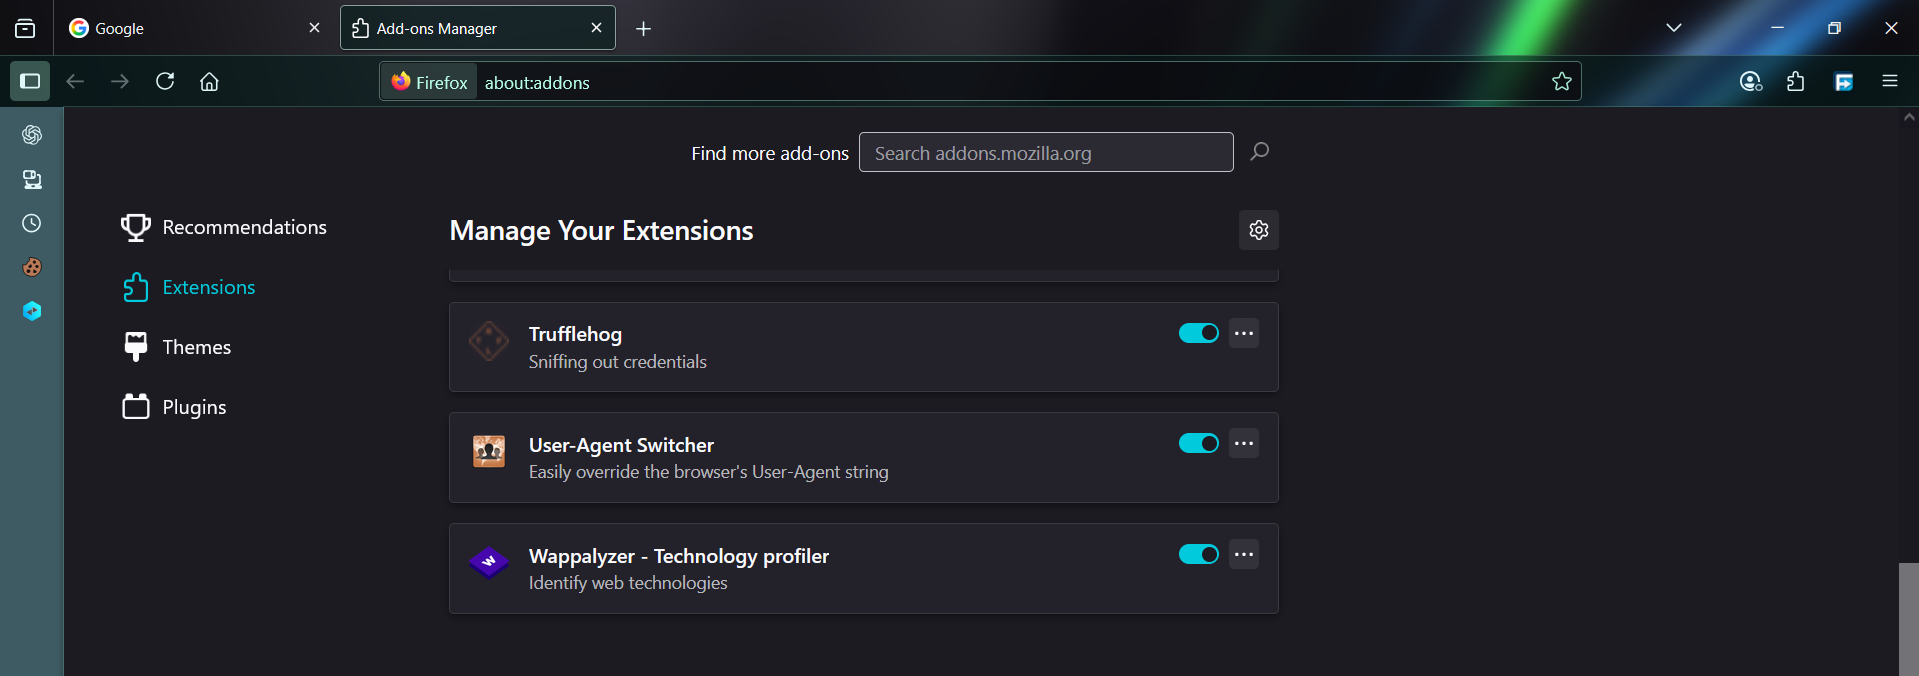 Google
Add-ons Manager
Firefox
about:addons
Find more add-ons
Search addons.mozilla.org
Recommendations
Extensions
Themes
Plugins
Manage Your Extensions
Trufflehog
Sniffing out credentials
User-Agent Switcher
Easily override the browser's User-Agent string
Wappalyzer - Technology profiler
Identify web technologies